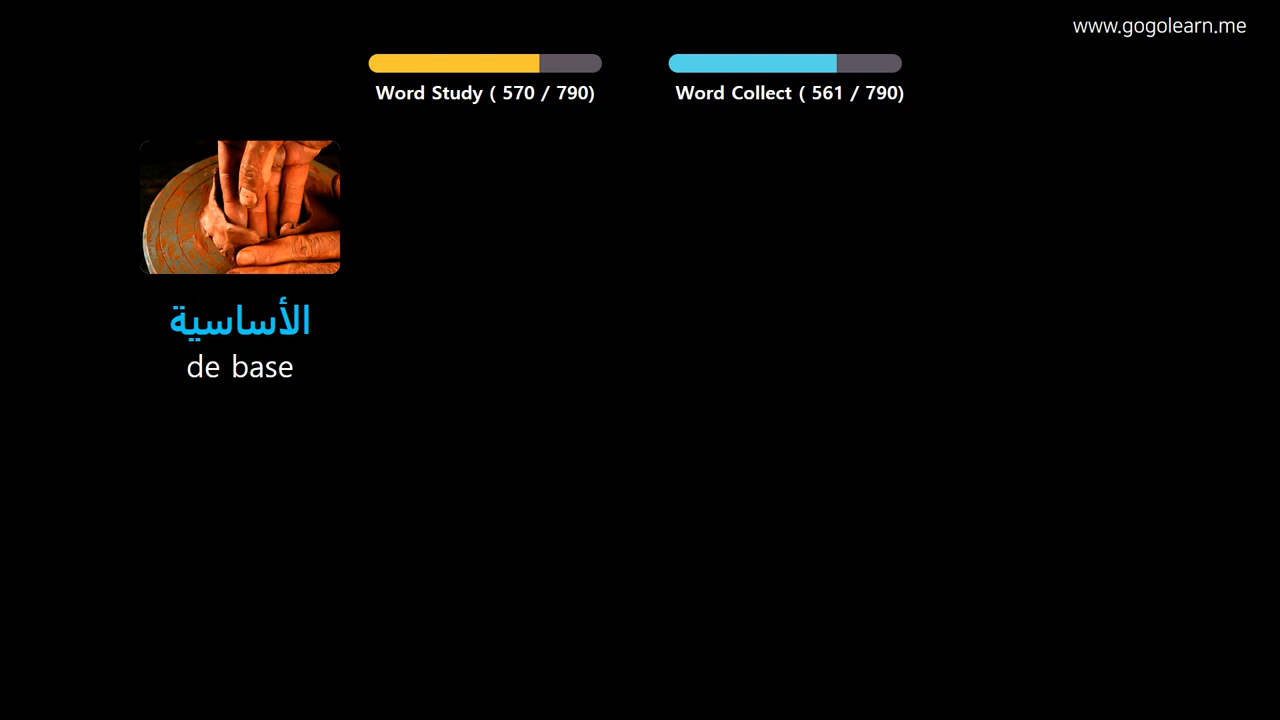 www.gogolearn.me
Word Study ( 570 / 790)
Word Collect ( 561 / 790)
الأساسية
de base